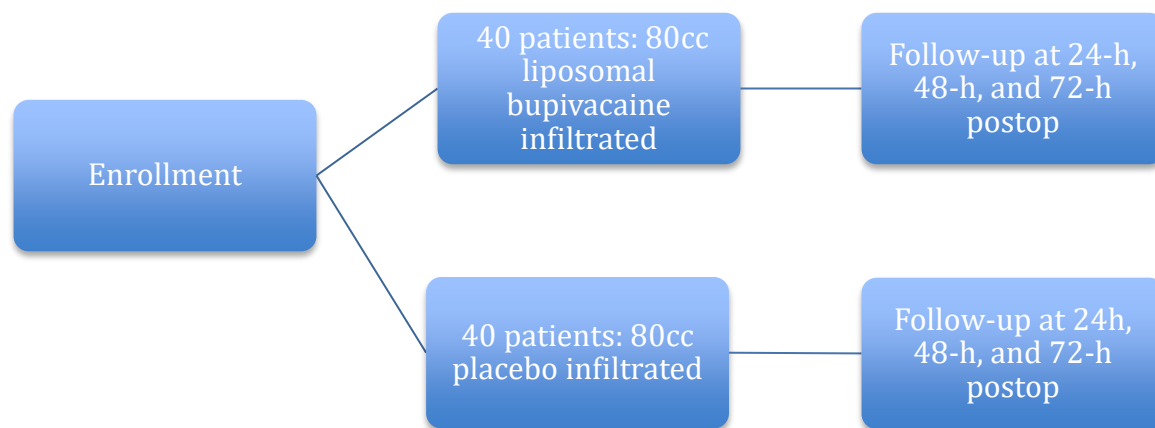 Enrollment
40 patients: 80cc
liposomal
bupivacaine
infiltrated
Follow-up at 24-h,
48-h, and 72-h
postop
40 patients: 80cc
placebo infiltrated
Follow-up at 24h,
48-h, and 72-h
postop